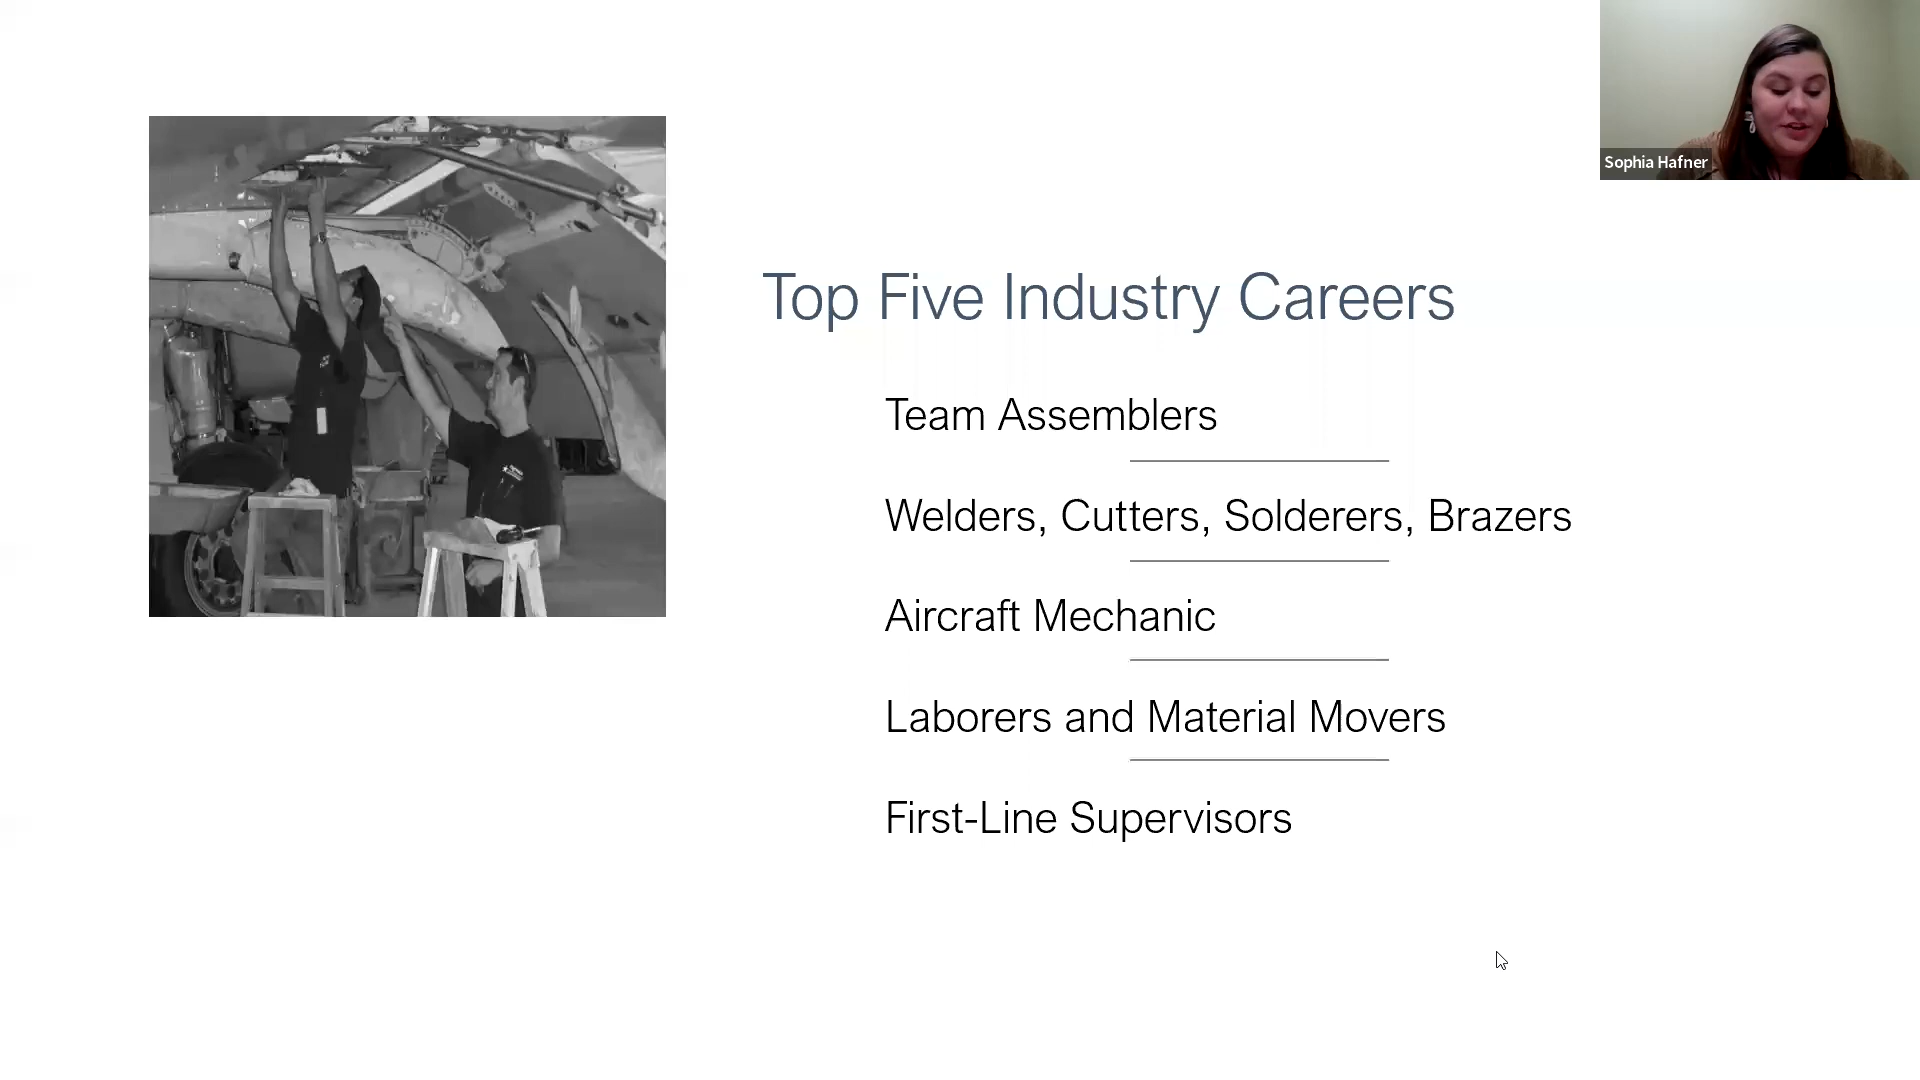 Sophia Hafner
Top Five Industry Careers
Team Assemblers
Welders, Cutters, Solderers, Brazers
Aircraft Mechanic
Laborers and Material Movers
First-Line Supervisors